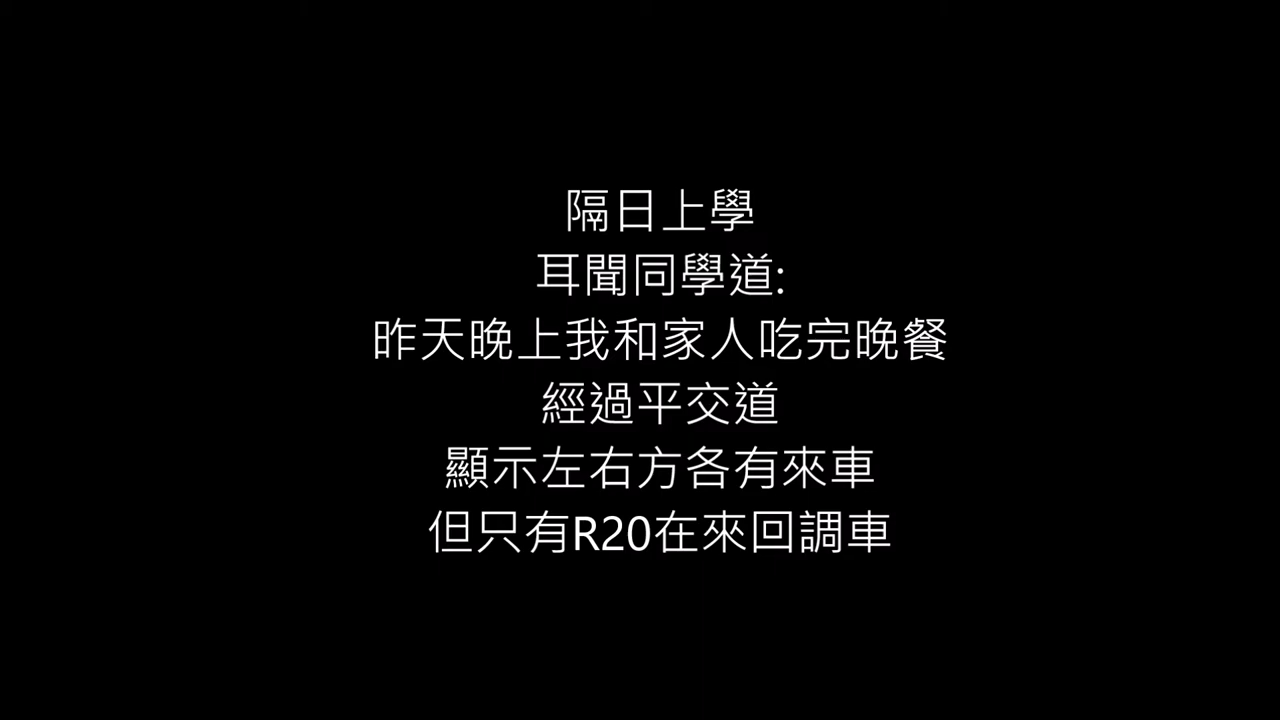 隔日上學
耳聞同學道:
昨天晚上我和家人吃完晚餐
經過平交道
顯示左右方各有來車
但只有R20在來回調車